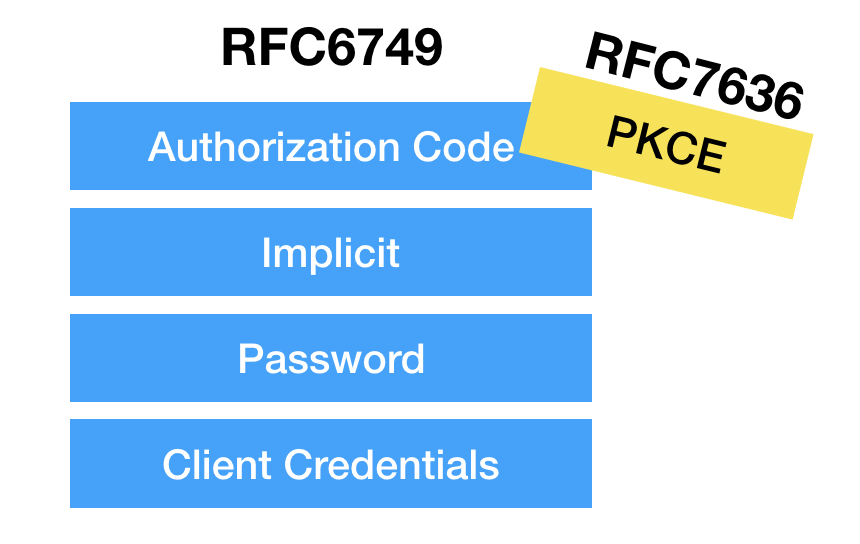 RFC6749
RFC7636
Authorization Code
PKCE
Implicit
Password
Client Credentials